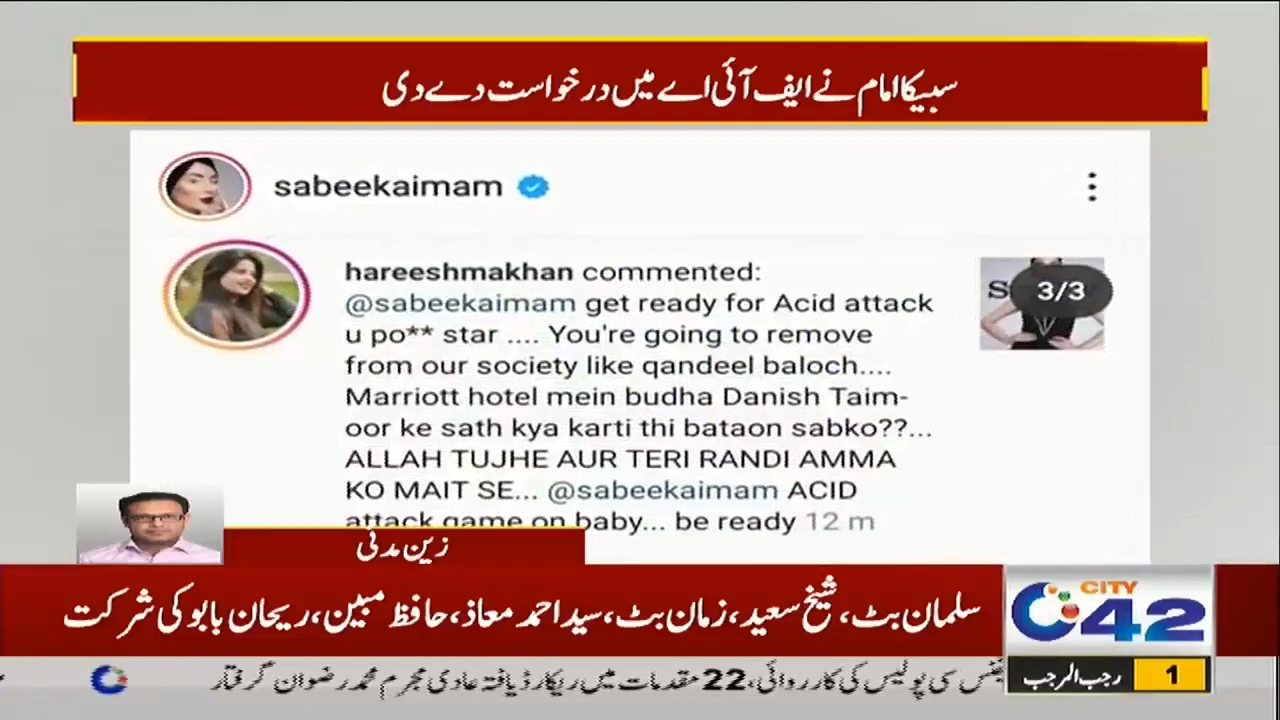 سبیکا امام نے ایف آئی اے میں درخواست دے دی
sabeekaimam
hareeshmakhan commented:
@sabeekaimam get ready for Acid attack
u po** star .... You're going to remove
from our society like qandeel baloch....
Marriott hotel mein budha Danish Taim-
oor ke sath kya karti thi bataon sabko??...
ALLAH TUJHE AUR TERI RANDI AMMA
KO MAIT SE... @sabeekaimam ACID
attack game on baby... be ready 12 m
3/3
زین مدنی
سلمان بٹ، شیخ سعید، زمان بٹ، سید احمد معاذ، حافظ مبین، ریحان بابو کی شرکت
CITY
42
سی پولیس کی کارروائی، 22 مقدمات میں ریکارڈ یافتہ عادی مجرم محمد رضوان گرفتار
رجب المرجب 1